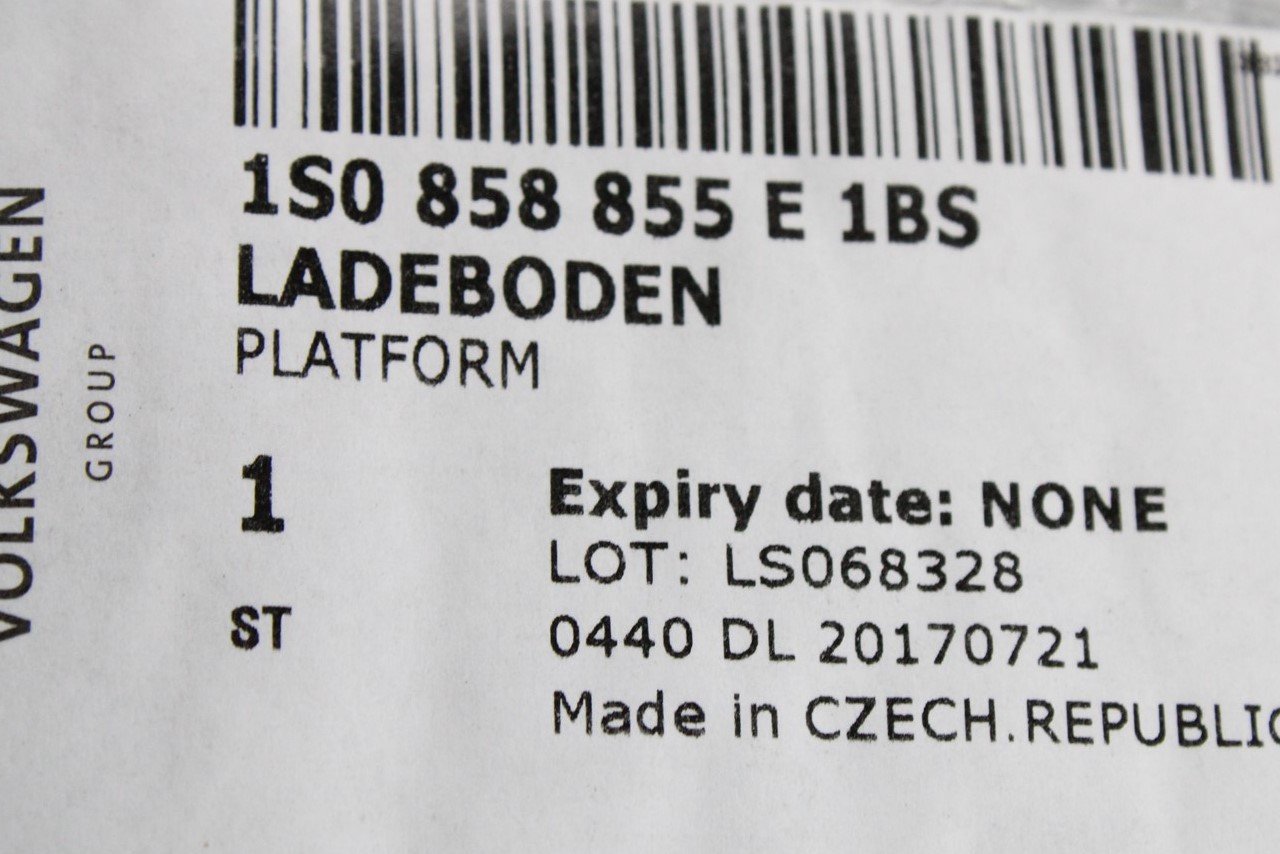 VOLKSWAGEN
GROUP
1S0 858 855 E 1BS
LADEBODEN
PLATFORM
1
ST
Expiry date: NONE
LOT: LS068328
0440 DL 20170721
Made in CZECH.REPUBLIC